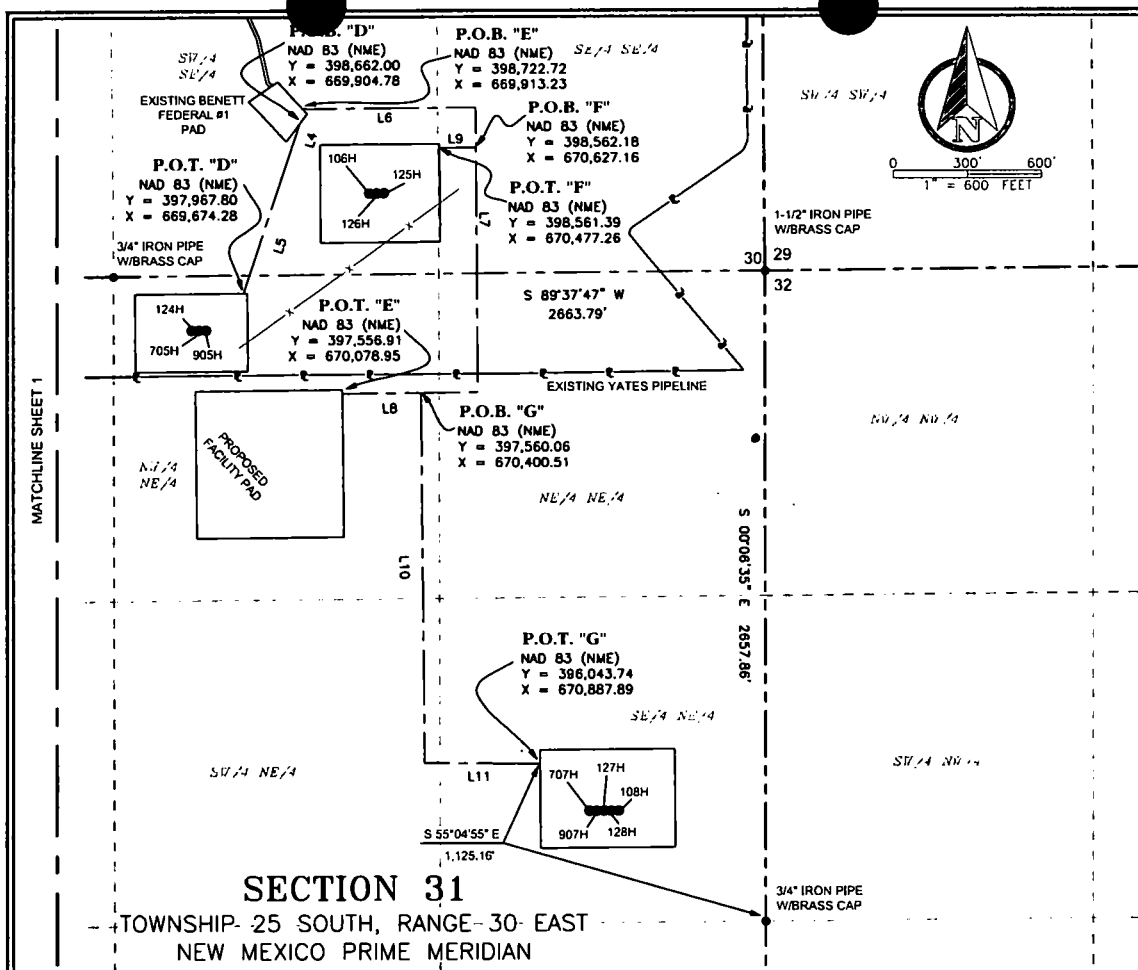 P.O.B. "D"
NAD 83 (NME)
Y = 398,662.00
X = 669,904.78
P.O.B. "E"
NAD 83 (NME)
Y = 398,722.72
X = 669,913.23
SE/4 SE/4
SW/4
SE/4
SW/4 SW/4
EXISTING BENETT
FEDERAL #1
PAD
L4
L6
L9
P.O.B. "F"
NAD 83 (NME)
Y = 398,562.18
X = 670,627.16
N
0 300' 600'
1" = 600 FEET
P.O.T. "D"
NAD 83 (NME)
Y = 397,967.80
X = 669,674.28
106H
125H
126H
P.O.T. "F"
NAD 83 (NME)
Y = 398,561.39
X = 670,477.26
L7
L5
3/4" IRON PIPE
W/BRASS CAP
1-1/2" IRON PIPE
W/BRASS CAP
30 29
32
S 89°37'47" W
2663.79'
124H
705H
905H
P.O.T. "E"
NAD 83 (NME)
Y = 397,556.91
X = 670,078.95
EXISTING YATES PIPELINE
L8
P.O.B. "G"
NAD 83 (NME)
Y = 397,560.06
X = 670,400.51
MATCHLINE SHEET 1
PROPOSED
FACILITY PAD
NW/4
NE/4
NE/4 NE/4
NW/4 NW/4
S 00°06'35" E 2657.86'
L10
P.O.T. "G"
NAD 83 (NME)
Y = 396,043.74
X = 670,887.89
SE/4 NE/4
SW/4 NE/4
SW/4 NW/4
L11
707H
127H
108H
907H
128H
S 55°04'55" E
1,125.16'
3/4" IRON PIPE
W/BRASS CAP
SECTION 31
TOWNSHIP 25 SOUTH, RANGE 30 EAST
NEW MEXICO PRIME MERIDIAN